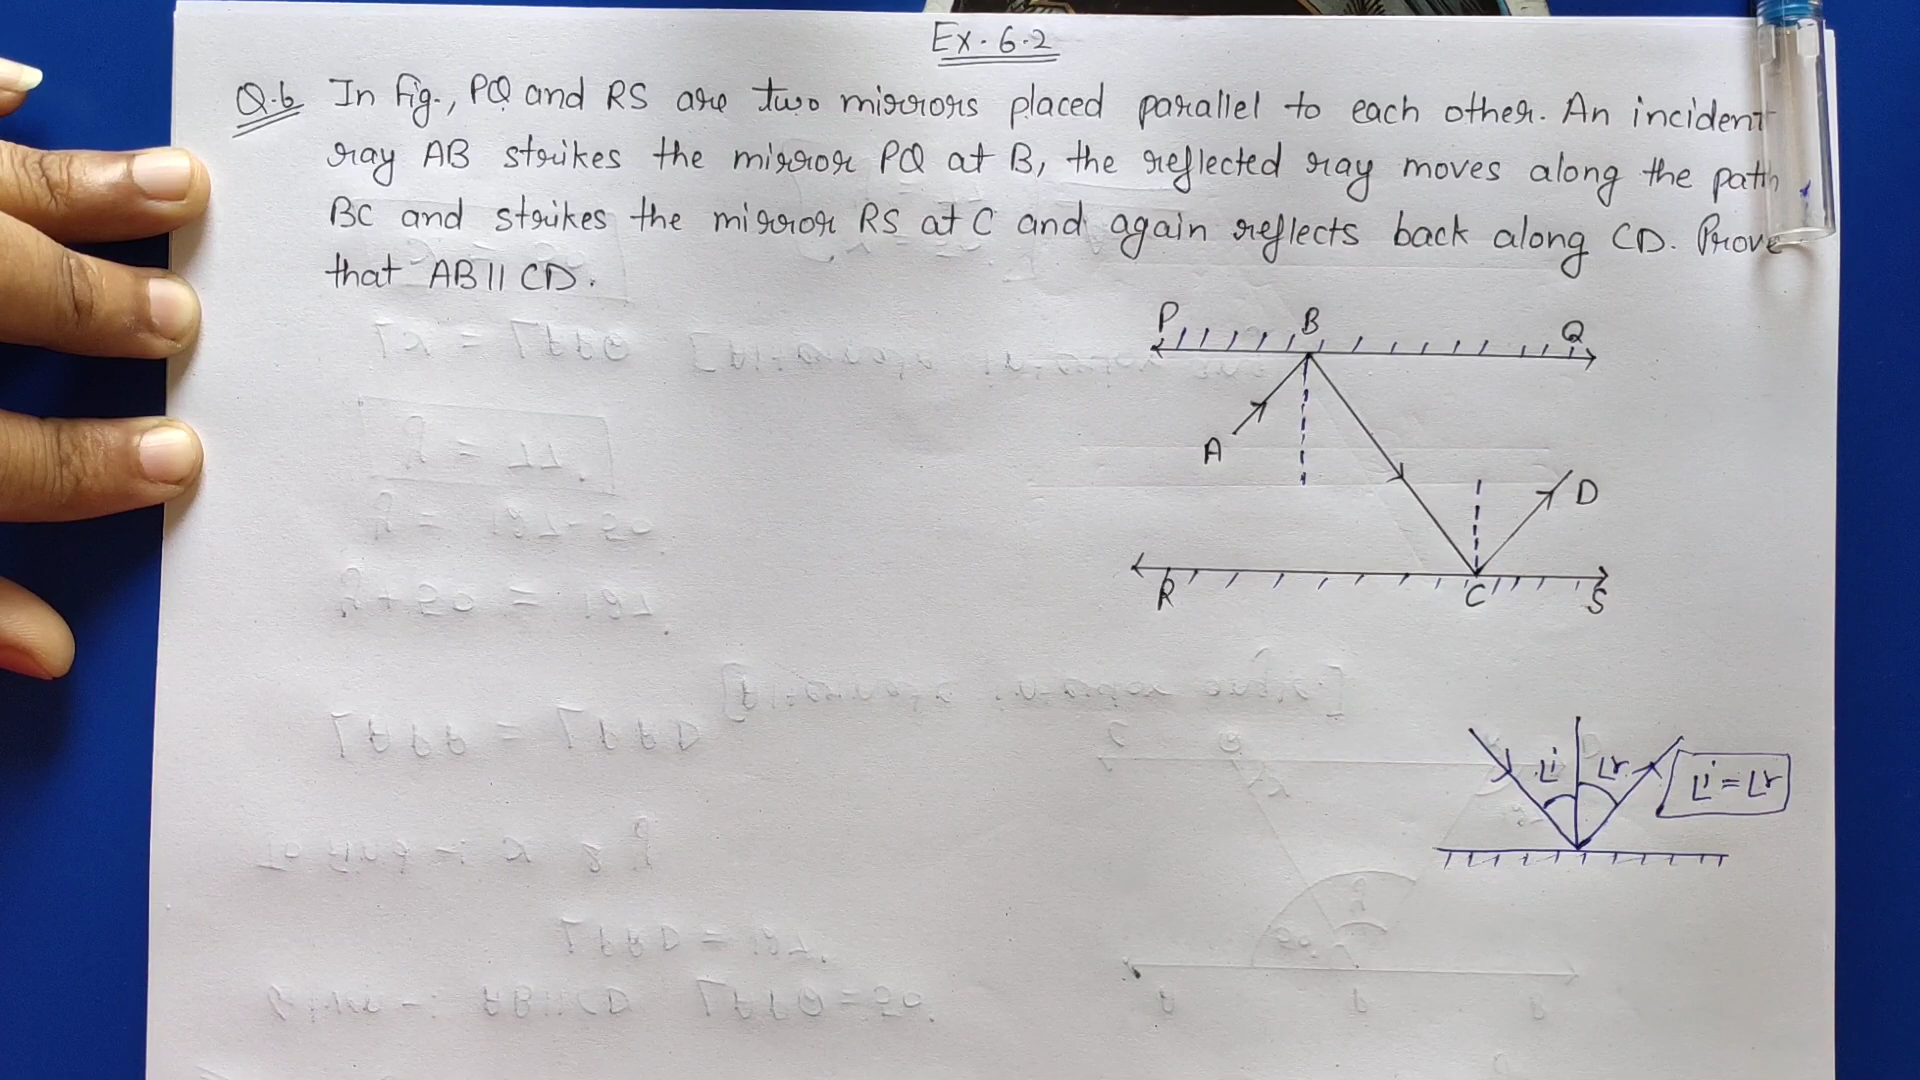 Ex. 6.2
Q.6 In fig., PQ and RS are two mirrors placed parallel to each other. An incident
ray AB strikes the mirror PQ at B, the reflected ray moves along the path
BC and strikes the mirror RS at C and again reflects back along CD. Prove
that AB || CD.
P B Q
A
D
R C S
∠i ∠r ∠i = ∠r